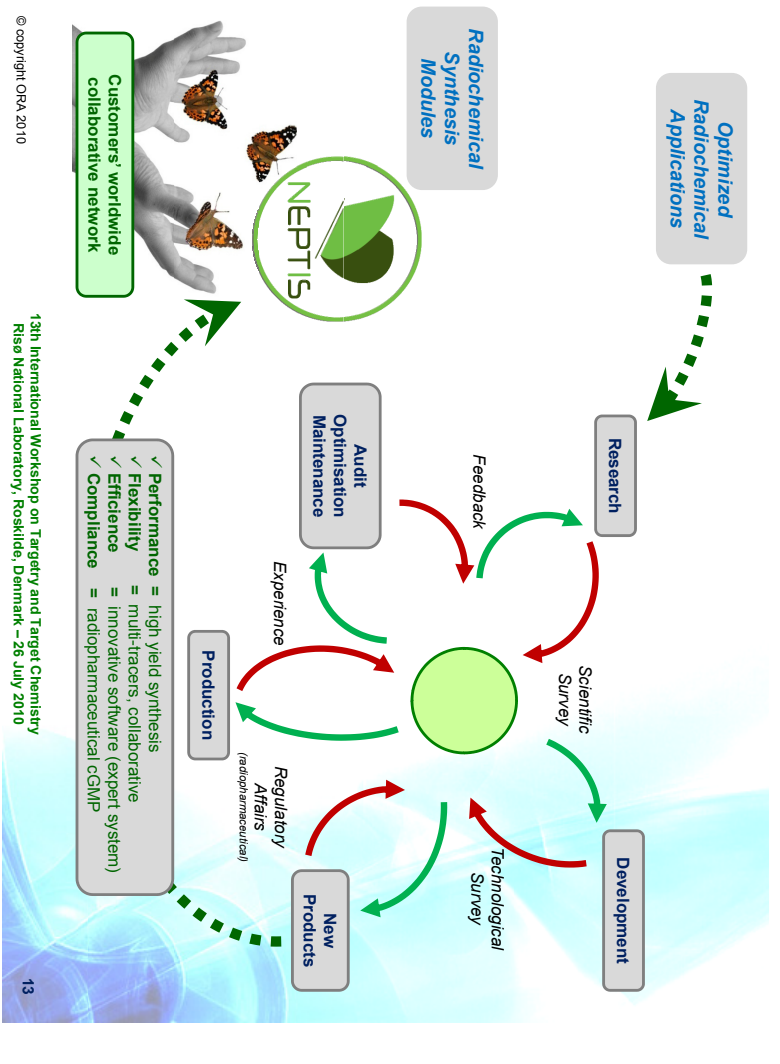 Optimized
Radiochemical
Applications
Radiochemical
Synthesis
Modules
NEPTIS
Customers’ worldwide
collaborative network
Research
Feedback
Scientific
Survey
Development
Technological
Survey
Audit
Optimisation
Maintenance
Experience
Production
Regulatory
Affairs
(radiopharmaceutical)
New
Products
✓ Performance = high yield synthesis
✓ Flexibility = multi-tracers, collaborative
✓ Efficience = innovative software (expert system)
✓ Compliance = radiopharmaceutical cGMP
13th International Workshop on Targetry and Target Chemistry
Risø National Laboratory, Roskilde, Denmark – 26 July 2010
© copyright ORA 2010
13